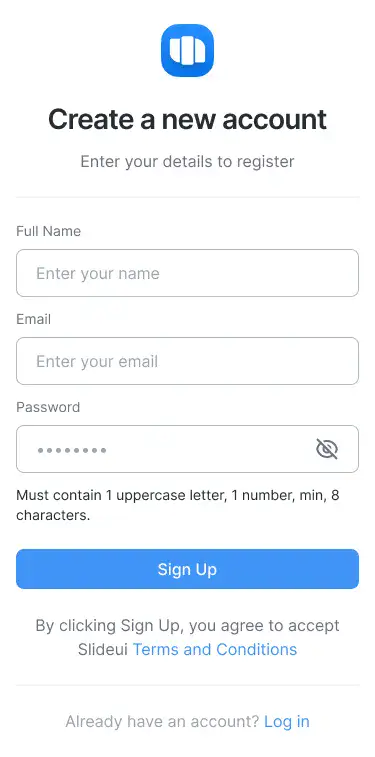 Create a new account
Enter your details to register
Full Name
Enter your name
Email
Enter your email
Password
Must contain 1 uppercase letter, 1 number, min, 8
characters.
Sign Up
By clicking Sign Up, you agree to accept
Slideui Terms and Conditions
Already have an account? Log in